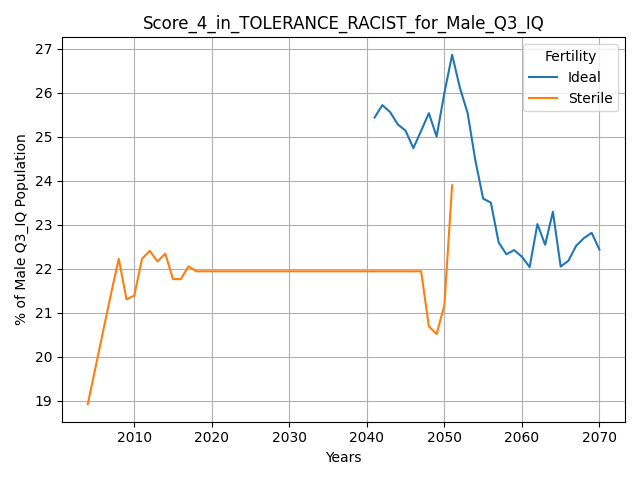 Score_4_in_TOLERANCE_RACIST_for_Male_Q3_IQ
27
26
25
24
23
22
21
20
19
% of Male Q3_IQ Population
Fertility
Ideal
Sterile
2010 2020 2030 2040 2050 2060 2070
Years